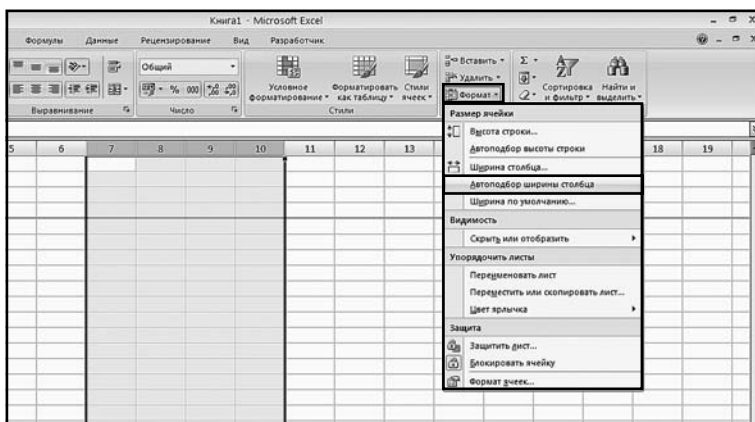 Книга1 - Microsoft Excel
Формулы Данные Рецензирование Вид Разработчик
Общий
% 000
Условное форматирование
Форматировать как таблицу
Стили ячеек
Вставить
Удалить
Формат
Σ
Сортировка и фильтр
Найти и выделить
Выравнивание Число Стили
Размер ячейки
Высота строки...
Автоподбор высоты строки
Ширина столбца...
Автоподбор ширины столбца
Ширина по умолчанию...
Видимость
Скрыть или отобразить
Упорядочить листы
Переименовать лист
Переместить или скопировать лист...
Цвет ярлычка
Защита
Защитить лист...
Блокировать ячейку
Формат ячеек...
5 6 7 8 9 10 11 12 13 18 19